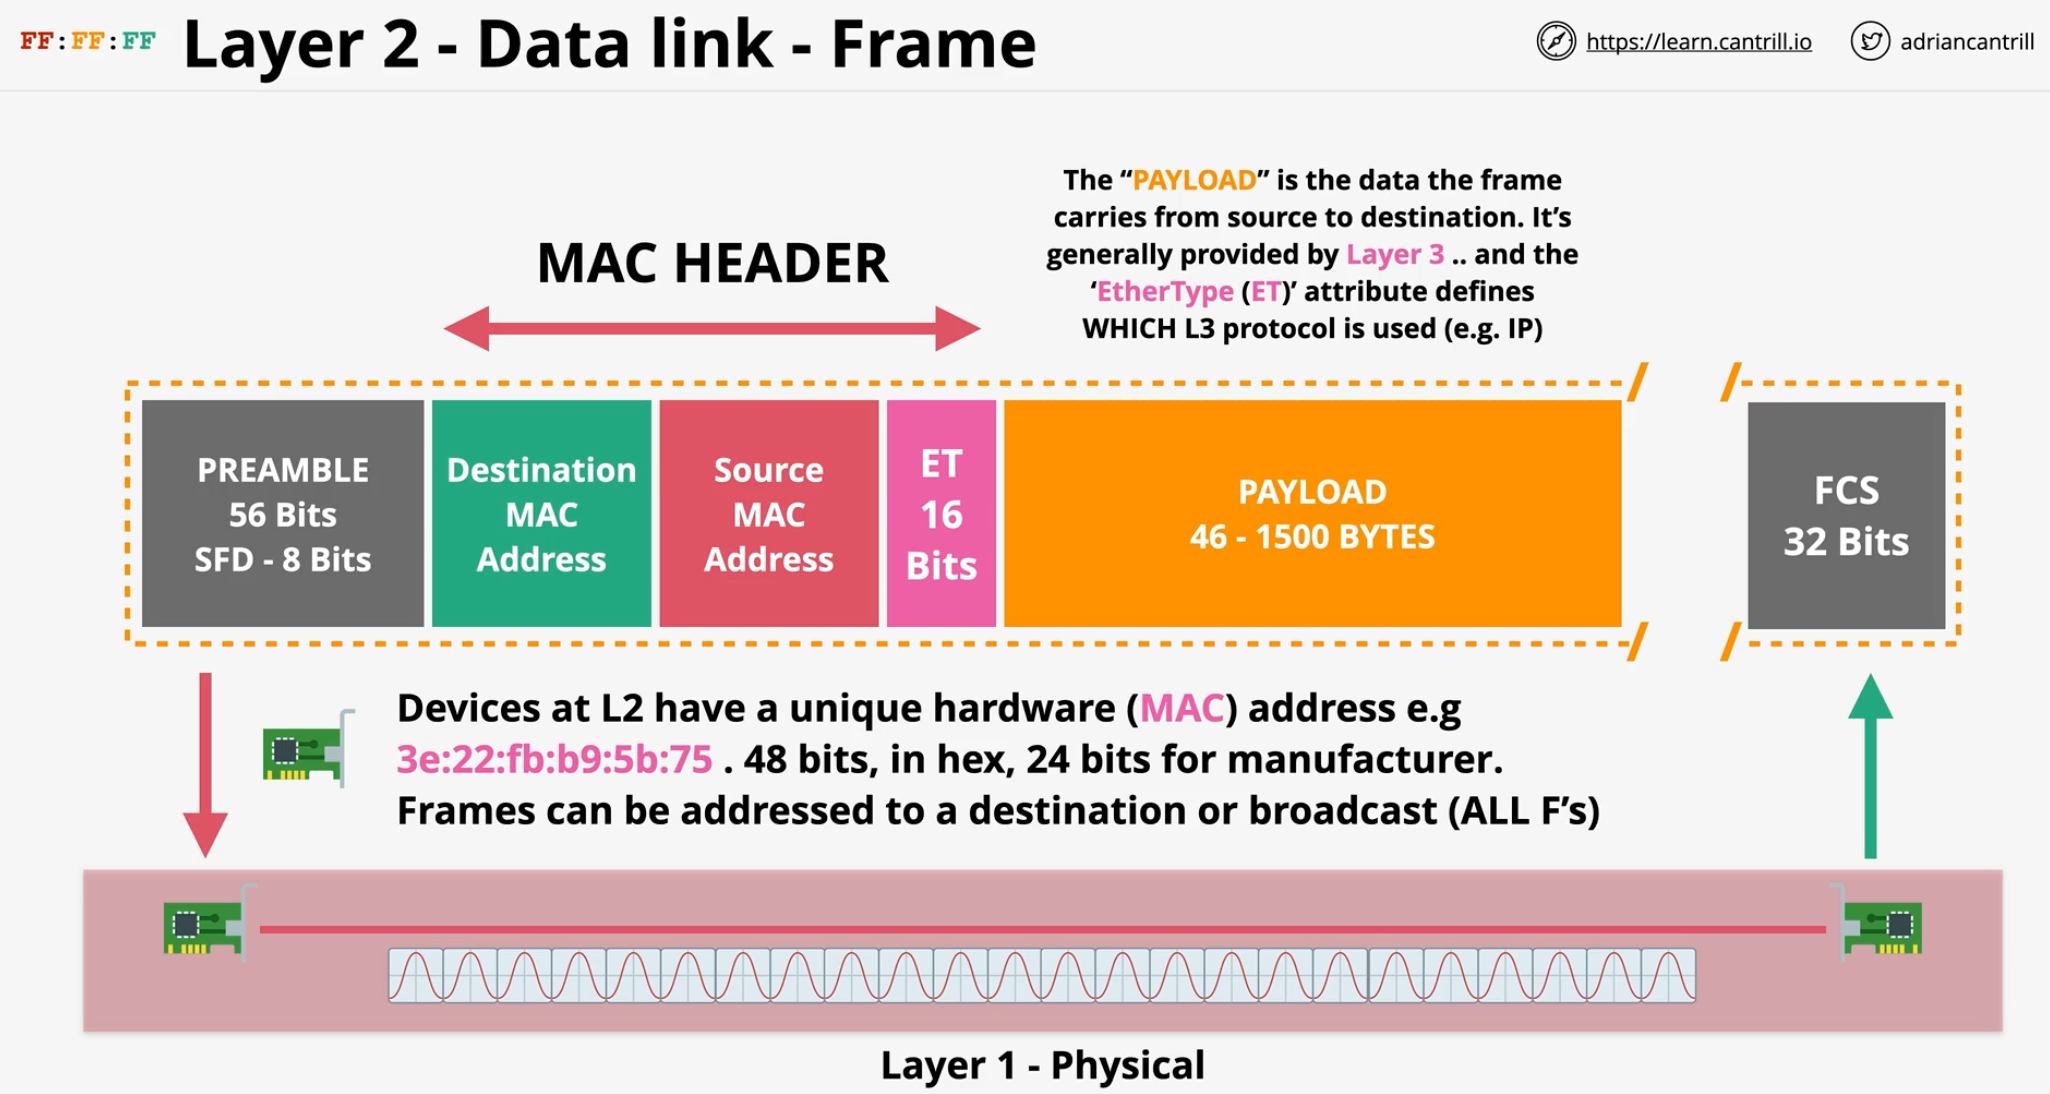 FF:FF:FF
Layer 2 - Data link - Frame
https://learn.cantrill.io
adriancantrill
The “PAYLOAD” is the data the frame
carries from source to destination. It’s
generally provided by Layer 3 .. and the
‘EtherType (ET)’ attribute defines
WHICH L3 protocol is used (e.g. IP)
MAC HEADER
PREAMBLE
56 Bits
SFD - 8 Bits
Destination
MAC
Address
Source
MAC
Address
ET
16
Bits
PAYLOAD
46 - 1500 BYTES
FCS
32 Bits
Devices at L2 have a unique hardware (MAC) address e.g
3e:22:fb:b9:5b:75 . 48 bits, in hex, 24 bits for manufacturer.
Frames can be addressed to a destination or broadcast (ALL F’s)
Layer 1 - Physical